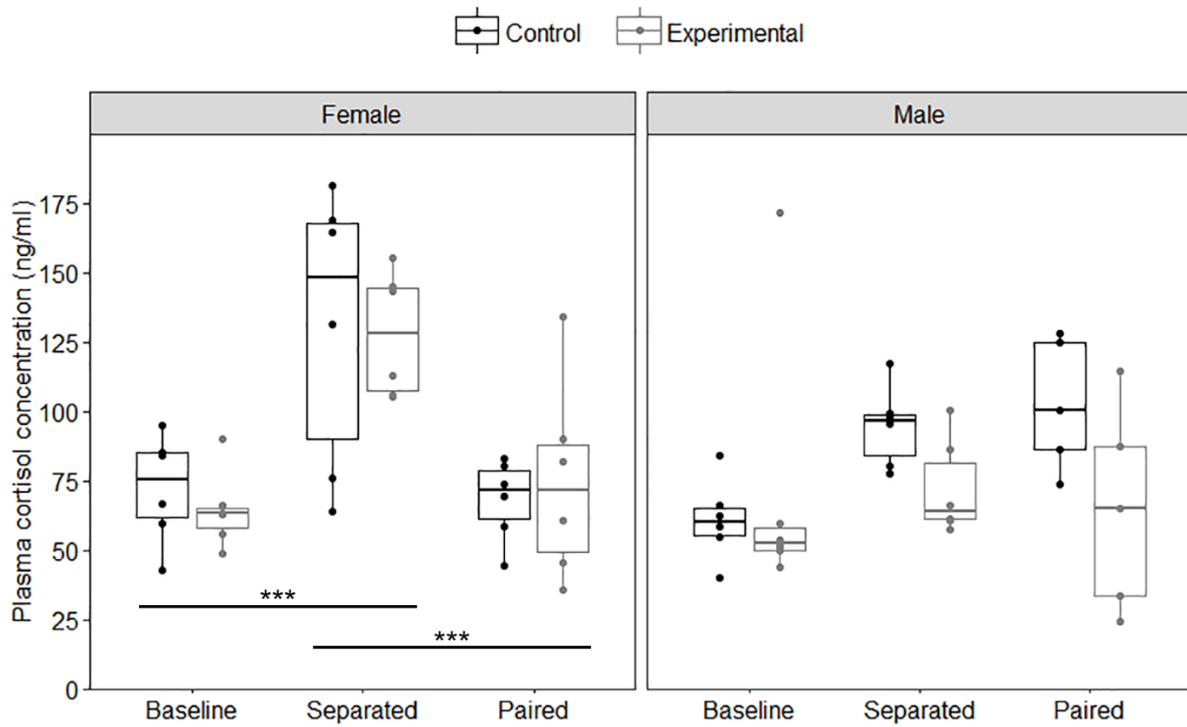 Control Experimental
Female Male
Plasma cortisol concentration (ng/ml)
175
150
125
100
75
50
25
0
***
***
Baseline Separated Paired Baseline Separated Paired